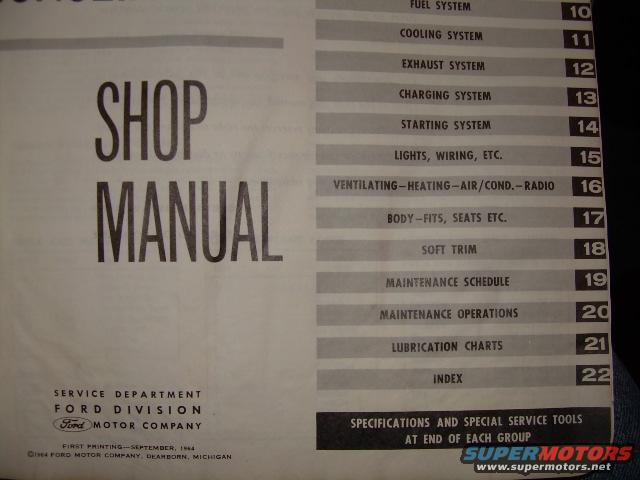 SHOP
MANUAL
SERVICE DEPARTMENT
FORD DIVISION
Ford MOTOR COMPANY
FIRST PRINTING—SEPTEMBER, 1964
©1964 FORD MOTOR COMPANY, DEARBORN, MICHIGAN
FUEL SYSTEM 10
COOLING SYSTEM 11
EXHAUST SYSTEM 12
CHARGING SYSTEM 13
STARTING SYSTEM 14
LIGHTS, WIRING, ETC. 15
VENTILATING—HEATING—AIR/COND.—RADIO 16
BODY—FITS, SEATS ETC. 17
SOFT TRIM 18
MAINTENANCE SCHEDULE 19
MAINTENANCE OPERATIONS 20
LUBRICATION CHARTS 21
INDEX 22
SPECIFICATIONS AND SPECIAL SERVICE TOOLS
AT END OF EACH GROUP
SUPERMOTORS
www.supermotors.net